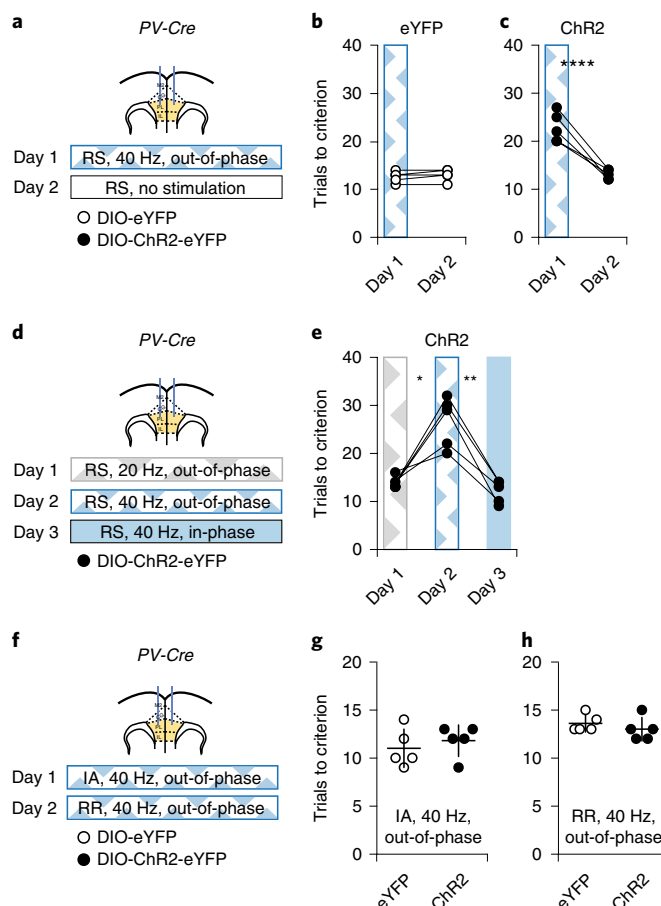 a
PV-Cre
Day 1 RS, 40 Hz, out-of-phase
Day 2 RS, no stimulation
DIO-eYFP
DIO-ChR2-eYFP
b
eYFP
Trials to criterion
40
30
20
10
0
Day 1
Day 2
c
ChR2
****
40
30
20
10
0
Day 1
Day 2
d
PV-Cre
Day 1 RS, 20 Hz, out-of-phase
Day 2 RS, 40 Hz, out-of-phase
Day 3 RS, 40 Hz, in-phase
DIO-ChR2-eYFP
e
ChR2
Trials to criterion
* **
40
30
20
10
0
Day 1
Day 2
Day 3
f
PV-Cre
Day 1 IA, 40 Hz, out-of-phase
Day 2 RR, 40 Hz, out-of-phase
DIO-eYFP
DIO-ChR2-eYFP
g
Trials to criterion
20
15
10
5
0
IA, 40 Hz,
out-of-phase
eYFP
ChR2
h
20
15
10
5
0
RR, 40 Hz,
out-of-phase
eYFP
ChR2